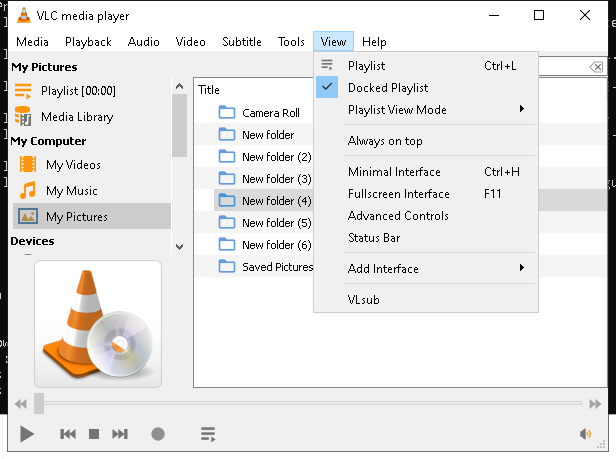 VLC media player
Media Playback Audio Video Subtitle Tools View Help
My Pictures
Playlist [00:00]
Media Library
My Computer
My Videos
My Music
My Pictures
Devices
Title
Camera Roll
New folder
New folder (2)
New folder (3)
New folder (4)
New folder (5)
New folder (6)
Saved Pictures
Playlist Ctrl+L
Docked Playlist
Playlist View Mode
Always on top
Minimal Interface Ctrl+H
Fullscreen Interface F11
Advanced Controls
Status Bar
Add Interface
VLsub